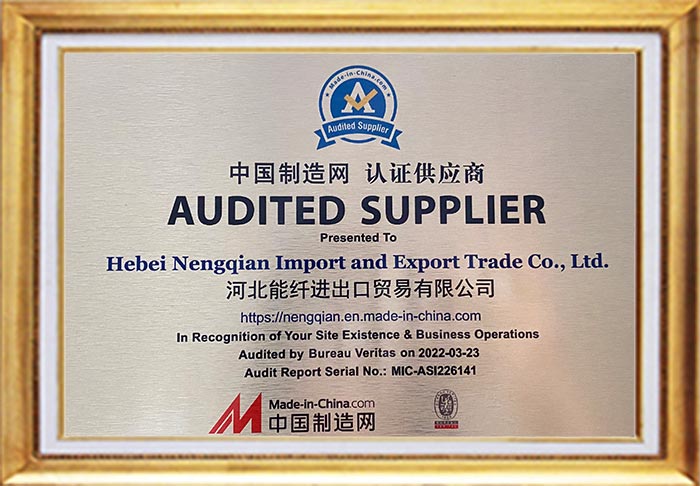 Made-in-China.com
A
Audited Supplier
中国制造网 认证供应商
AUDITED SUPPLIER
Presented To
Hebei Nengqian Import and Export Trade Co., Ltd.
河北能纤进出口贸易有限公司
https://nengqian.en.made-in-china.com
In Recognition of Your Site Existence & Business Operations
Audited by Bureau Veritas on 2022-03-23
Audit Report Serial No.: MIC-ASI226141
Made-in-China.com
中国制造网
BUREAU
VERITAS